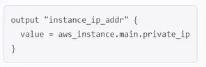 output "instance_ip_addr" {
  value = aws_instance.main.private_ip
}